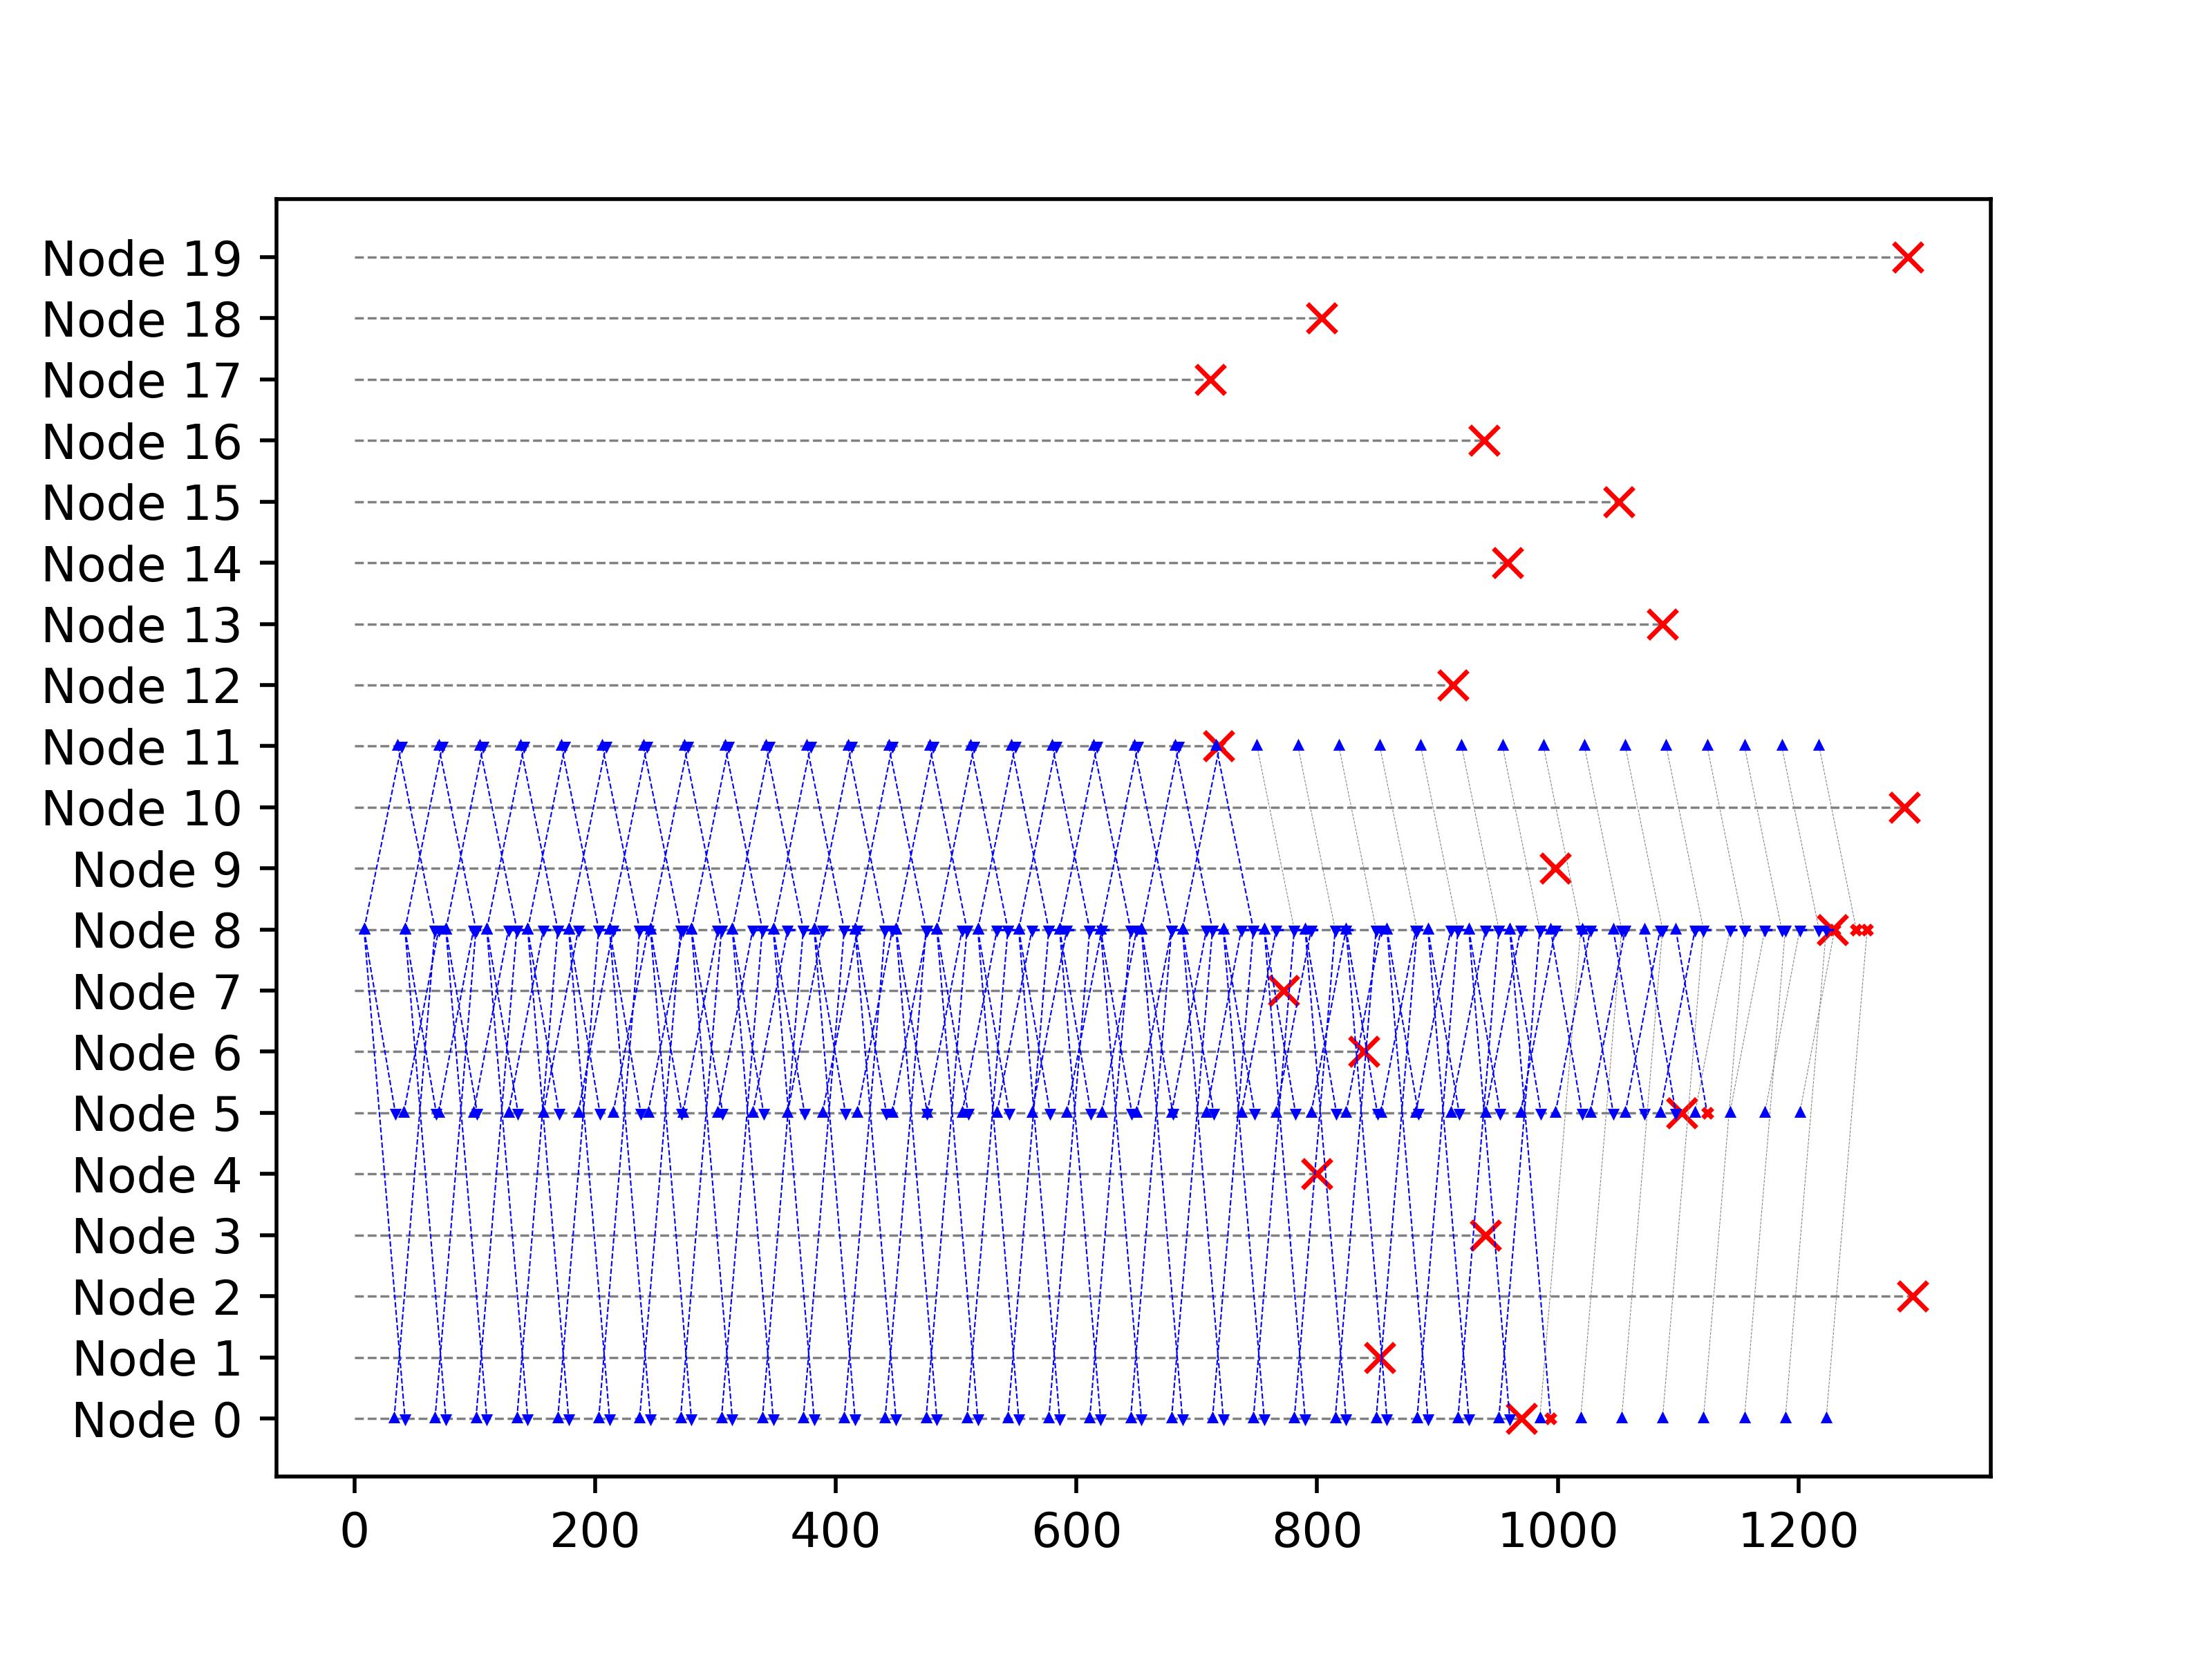 Node 19
Node 18
Node 17
Node 16
Node 15
Node 14
Node 13
Node 12
Node 11
Node 10
Node 9
Node 8
Node 7
Node 6
Node 5
Node 4
Node 3
Node 2
Node 1
Node 0
0 200 400 600 800 1000 1200